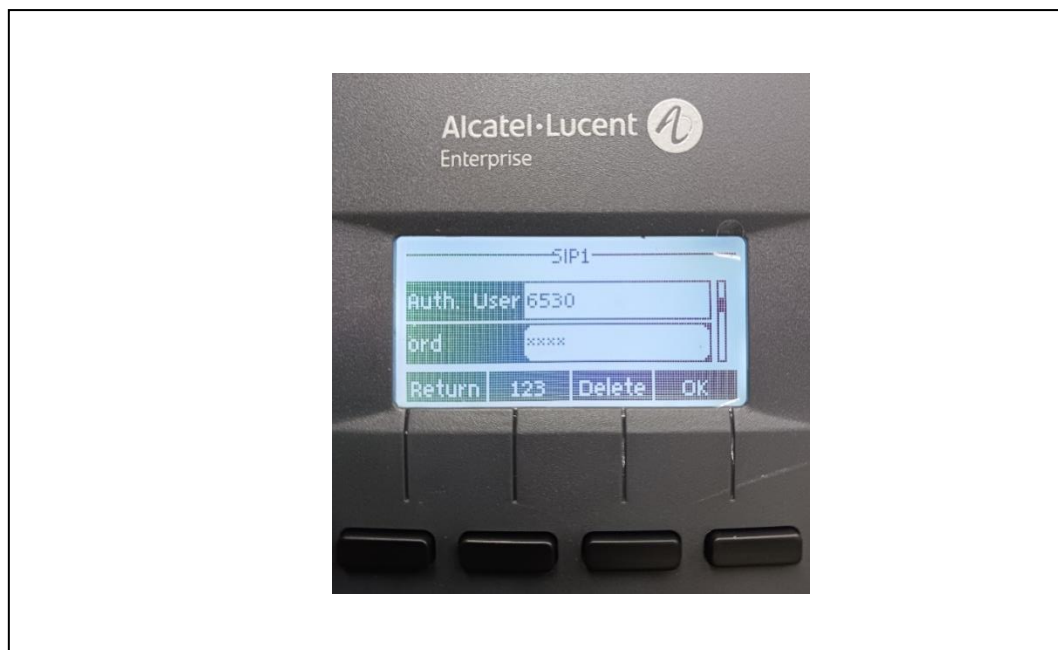 Alcatel·Lucent
Enterprise
SIP1
Auth. User 6530
ord xxxx
Return 123 Delete OK